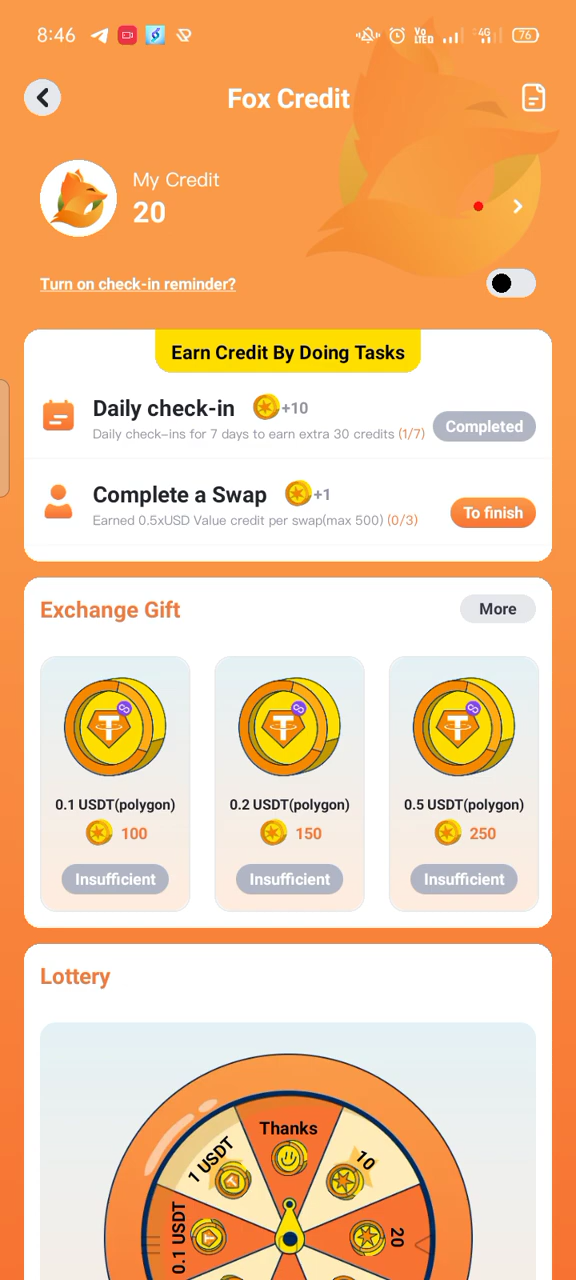 8:46
Vo
LTED
4G
76
Fox Credit
My Credit
20
Turn on check-in reminder?
Earn Credit By Doing Tasks
Daily check-in +10
Daily check-ins for 7 days to earn extra 30 credits (1/7)
Completed
Complete a Swap +1
Earned 0.5xUSD Value credit per swap(max 500) (0/3)
To finish
Exchange Gift
More
0.1 USDT(polygon)
100
Insufficient
0.2 USDT(polygon)
150
Insufficient
0.5 USDT(polygon)
250
Insufficient
Lottery
Thanks
1 USDT
10
0.1 USDT
20